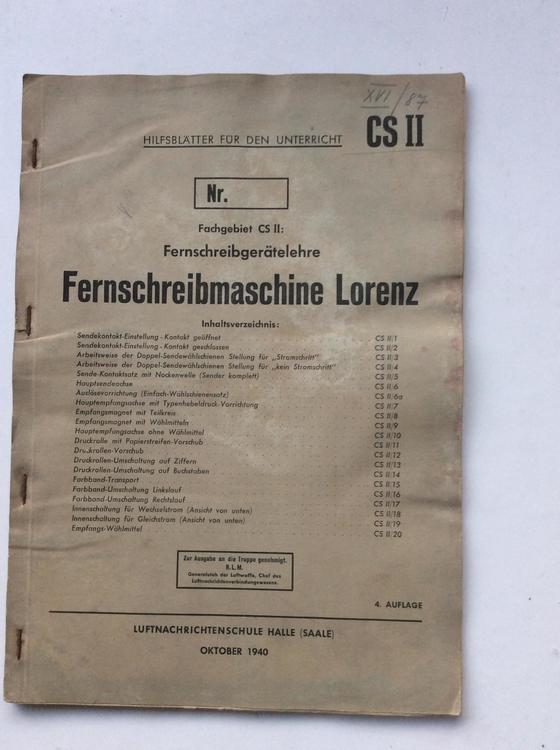 XVI/87
HILFSBLÄTTER FÜR DEN UNTERRICHT CS II
Nr.
Fachgebiet CS II:
Fernschreibgerätelehre
Fernschreibmaschine Lorenz
Inhaltsverzeichnis:
Sendekontakt-Einstellung - Kontakt geöffnet CS II/1
Sendekontakt-Einstellung - Kontakt geschlossen CS II/2
Arbeitsweise der Doppel-Sendewählschienen Stellung für „Stromschritt" CS II/3
Arbeitsweise der Doppel-Sendewählschienen Stellung für „kein Stromschritt" CS II/4
Sende-Kontaktsatz mit Nockenwelle (Sender komplett) CS II/5
Hauptsendeachse CS II/6
Auslösevorrichtung (Einfach-Wählschienensatz) CS II/6a
Hauptempfangsachse mit Typenhebeldruck-Vorrichtung CS II/7
Empfangsmagnet mit Teilkreis CS II/8
Empfangsmagnet mit Wählmitteln CS II/9
Hauptempfangsachse ohne Wählmittel CS II/10
Druckrolle mit Papierstreifen-Vorschub CS II/11
Druckrollen-Vorschub CS II/12
Druckrollen-Umschaltung auf Ziffern CS II/13
Druckrollen-Umschaltung auf Buchstaben CS II/14
Farbband-Transport CS II/15
Farbband-Umschaltung Linkslauf CS II/16
Farbband-Umschaltung Rechtslauf CS II/17
Innenschaltung für Wechselstrom (Ansicht von unten) CS II/18
Innenschaltung für Gleichstrom (Ansicht von unten) CS II/19
Empfangs-Wählmittel CS II/20
Zur Ausgabe an die Truppe genehmigt.
R.L.M.
Generalstab der Luftwaffe, Chef des
Luftnachrichtenverbindungswesens.
4. AUFLAGE
LUFTNACHRICHTENSCHULE HALLE (SAALE)
OKTOBER 1940